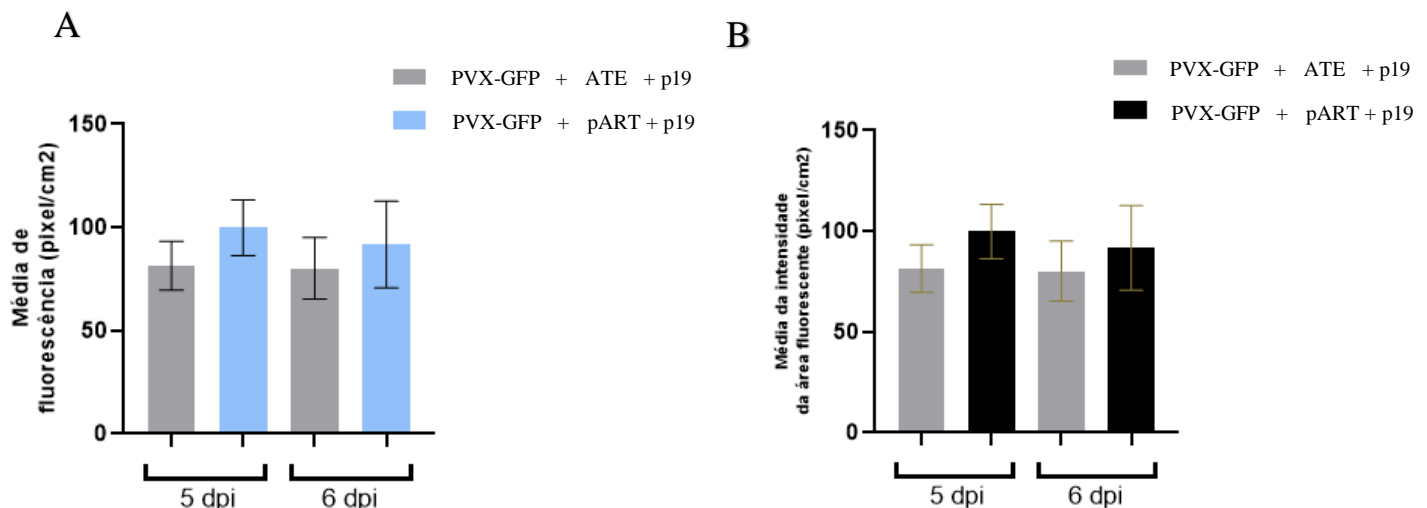 A
PVX-GFP + ATE + p19
PVX-GFP + pART + p19
Média de
fluorescência (pixel/cm2)
150
100
50
0
5 dpi
6 dpi
B
PVX-GFP + ATE + p19
PVX-GFP + pART + p19
Média da intensidade
da área fluorescente (pixel/cm2)
150
100
50
0
5 dpi
6 dpi